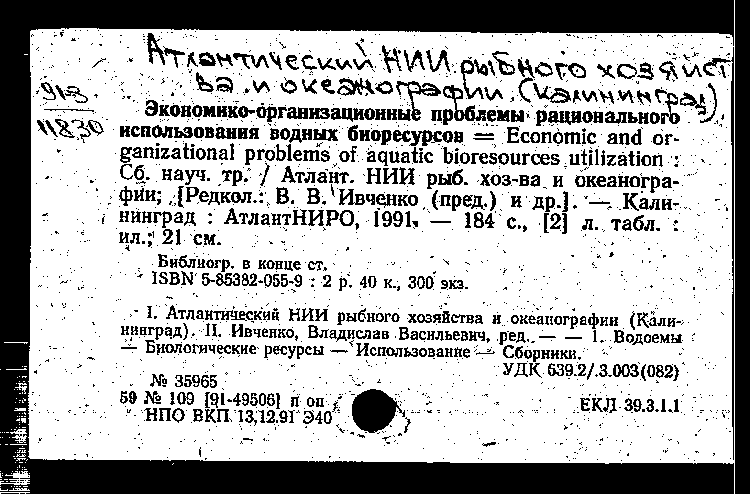 Атлантический НИИ рыбного хозяйст
ва и океанографии (Калининград).
91-3
11830
Экономико-организационные проблемы рационального
использования водных биоресурсов = Economic and or-
ganizational problems of aquatic bioresources utilization :
Сб. науч. тр. / Атлант. НИИ рыб. хоз-ва и океаногра-
фии; [Редкол.: В. В. Ивченко (пред.) и др.]. — Кали-
нинград : АтлантНИРО, 1991. — 184 с., [2] л. табл. :
ил.; 21 см.
Библиогр. в конце ст.
ISBN 5-85382-055-9 : 2 р. 40 к., 300 экз.
I. Атлантический НИИ рыбного хозяйства и океанографии (Кали-
нинград). II. Ивченко, Владислав Васильевич, ред. — — 1. Водоемы
— Биологические ресурсы — Использование — Сборники.
УДК 639.2/.3.003(082)
№ 35965
59 № 109 [91-49506] п оп
НПО ВКП 13.12.91 Э40
ЕКЛ 39.3.1.1